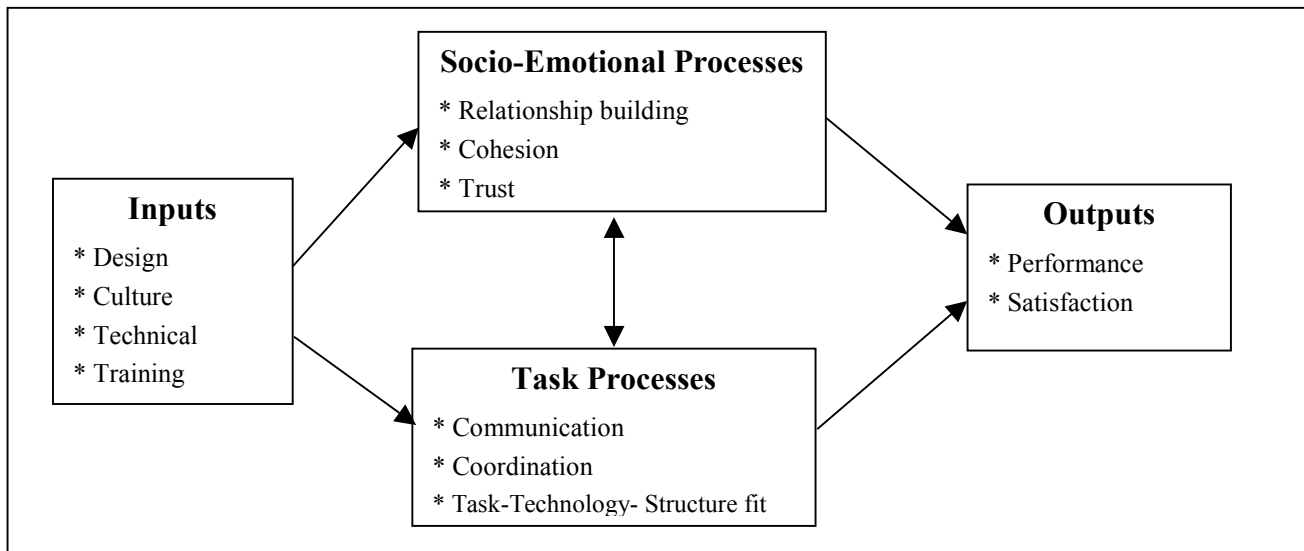 Socio-Emotional Processes
* Relationship building
* Cohesion
* Trust
Inputs
* Design
* Culture
* Technical
* Training
Outputs
* Performance
* Satisfaction
Task Processes
* Communication
* Coordination
* Task-Technology- Structure fit